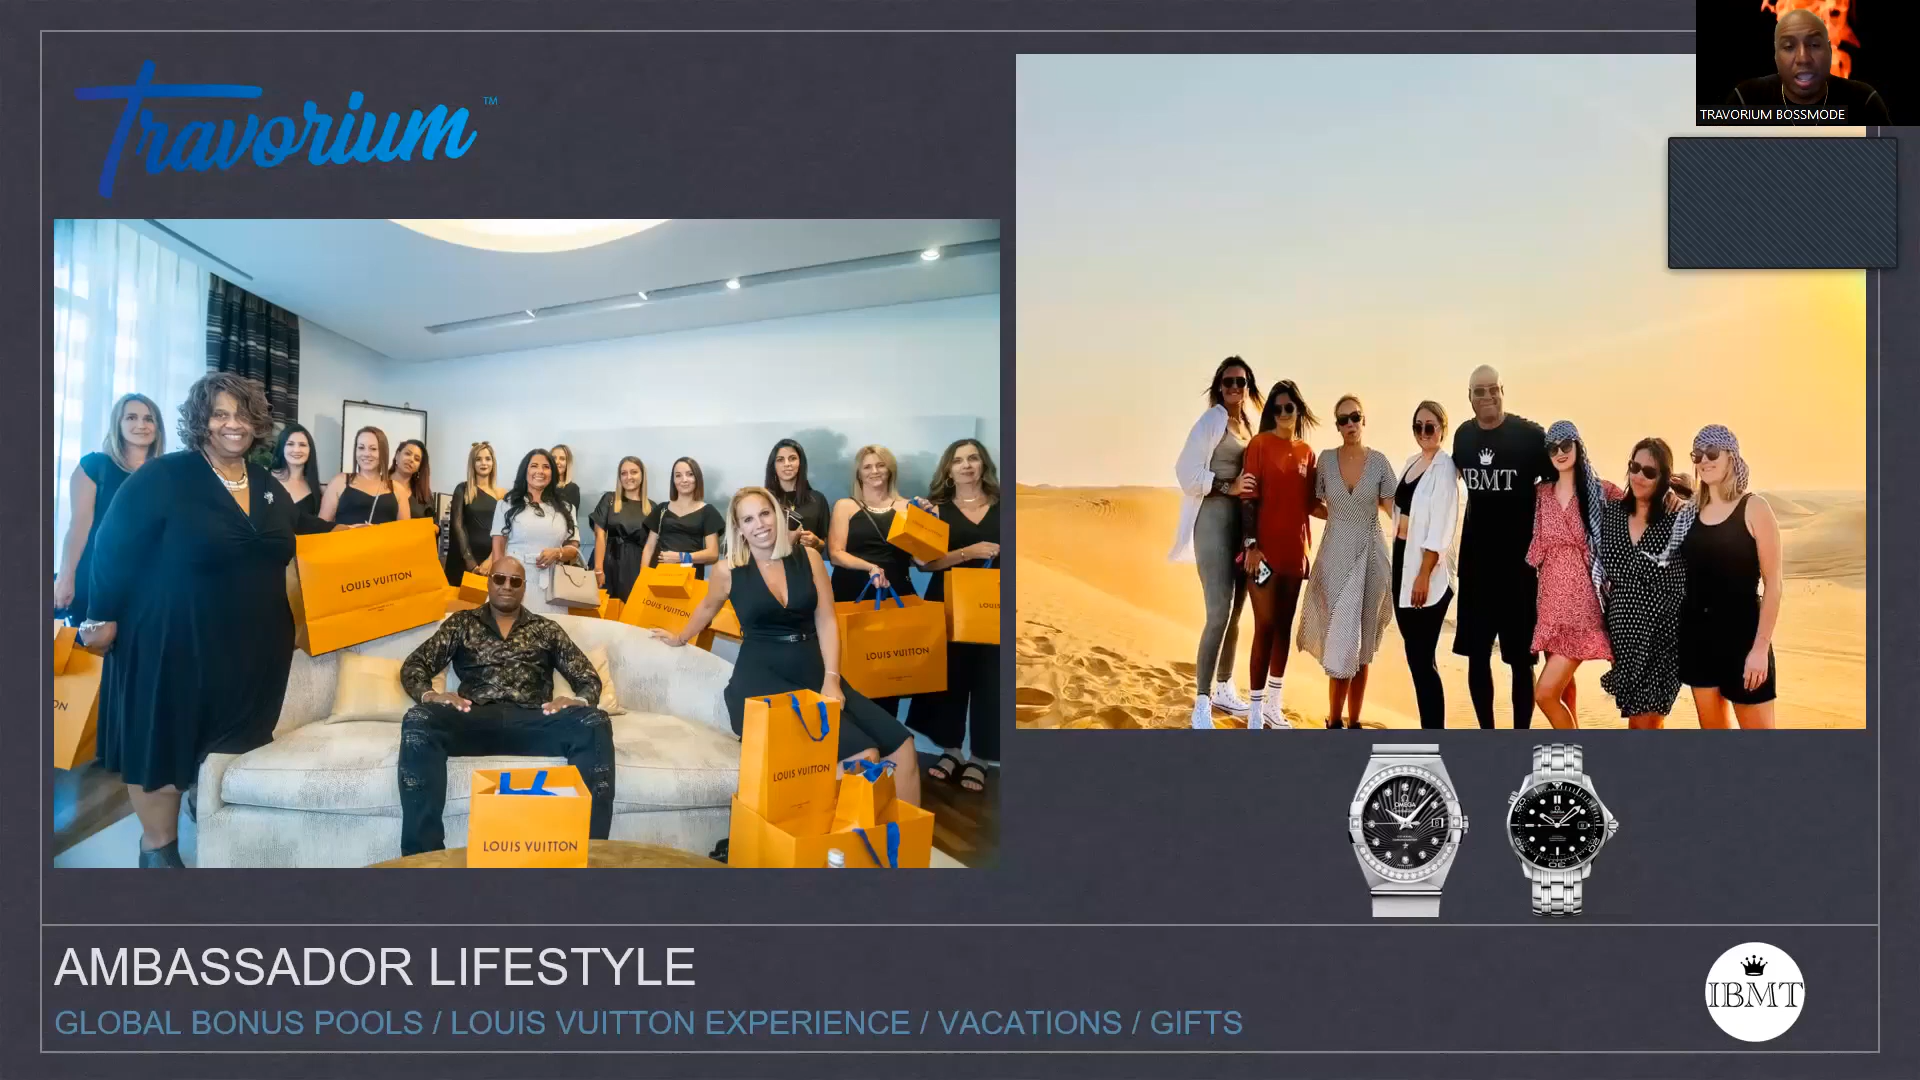 Travorium™
TRAVORIUM BOSSMODE
IBMT
LOUIS VUITTON
LOUIS VUITTON
LOUIS VUITTON
LOUIS VUITTON
LOUIS VUITTON
OMEGA
AMBASSADOR LIFESTYLE
GLOBAL BONUS POOLS / LOUIS VUITTON EXPERIENCE / VACATIONS / GIFTS
IBMT